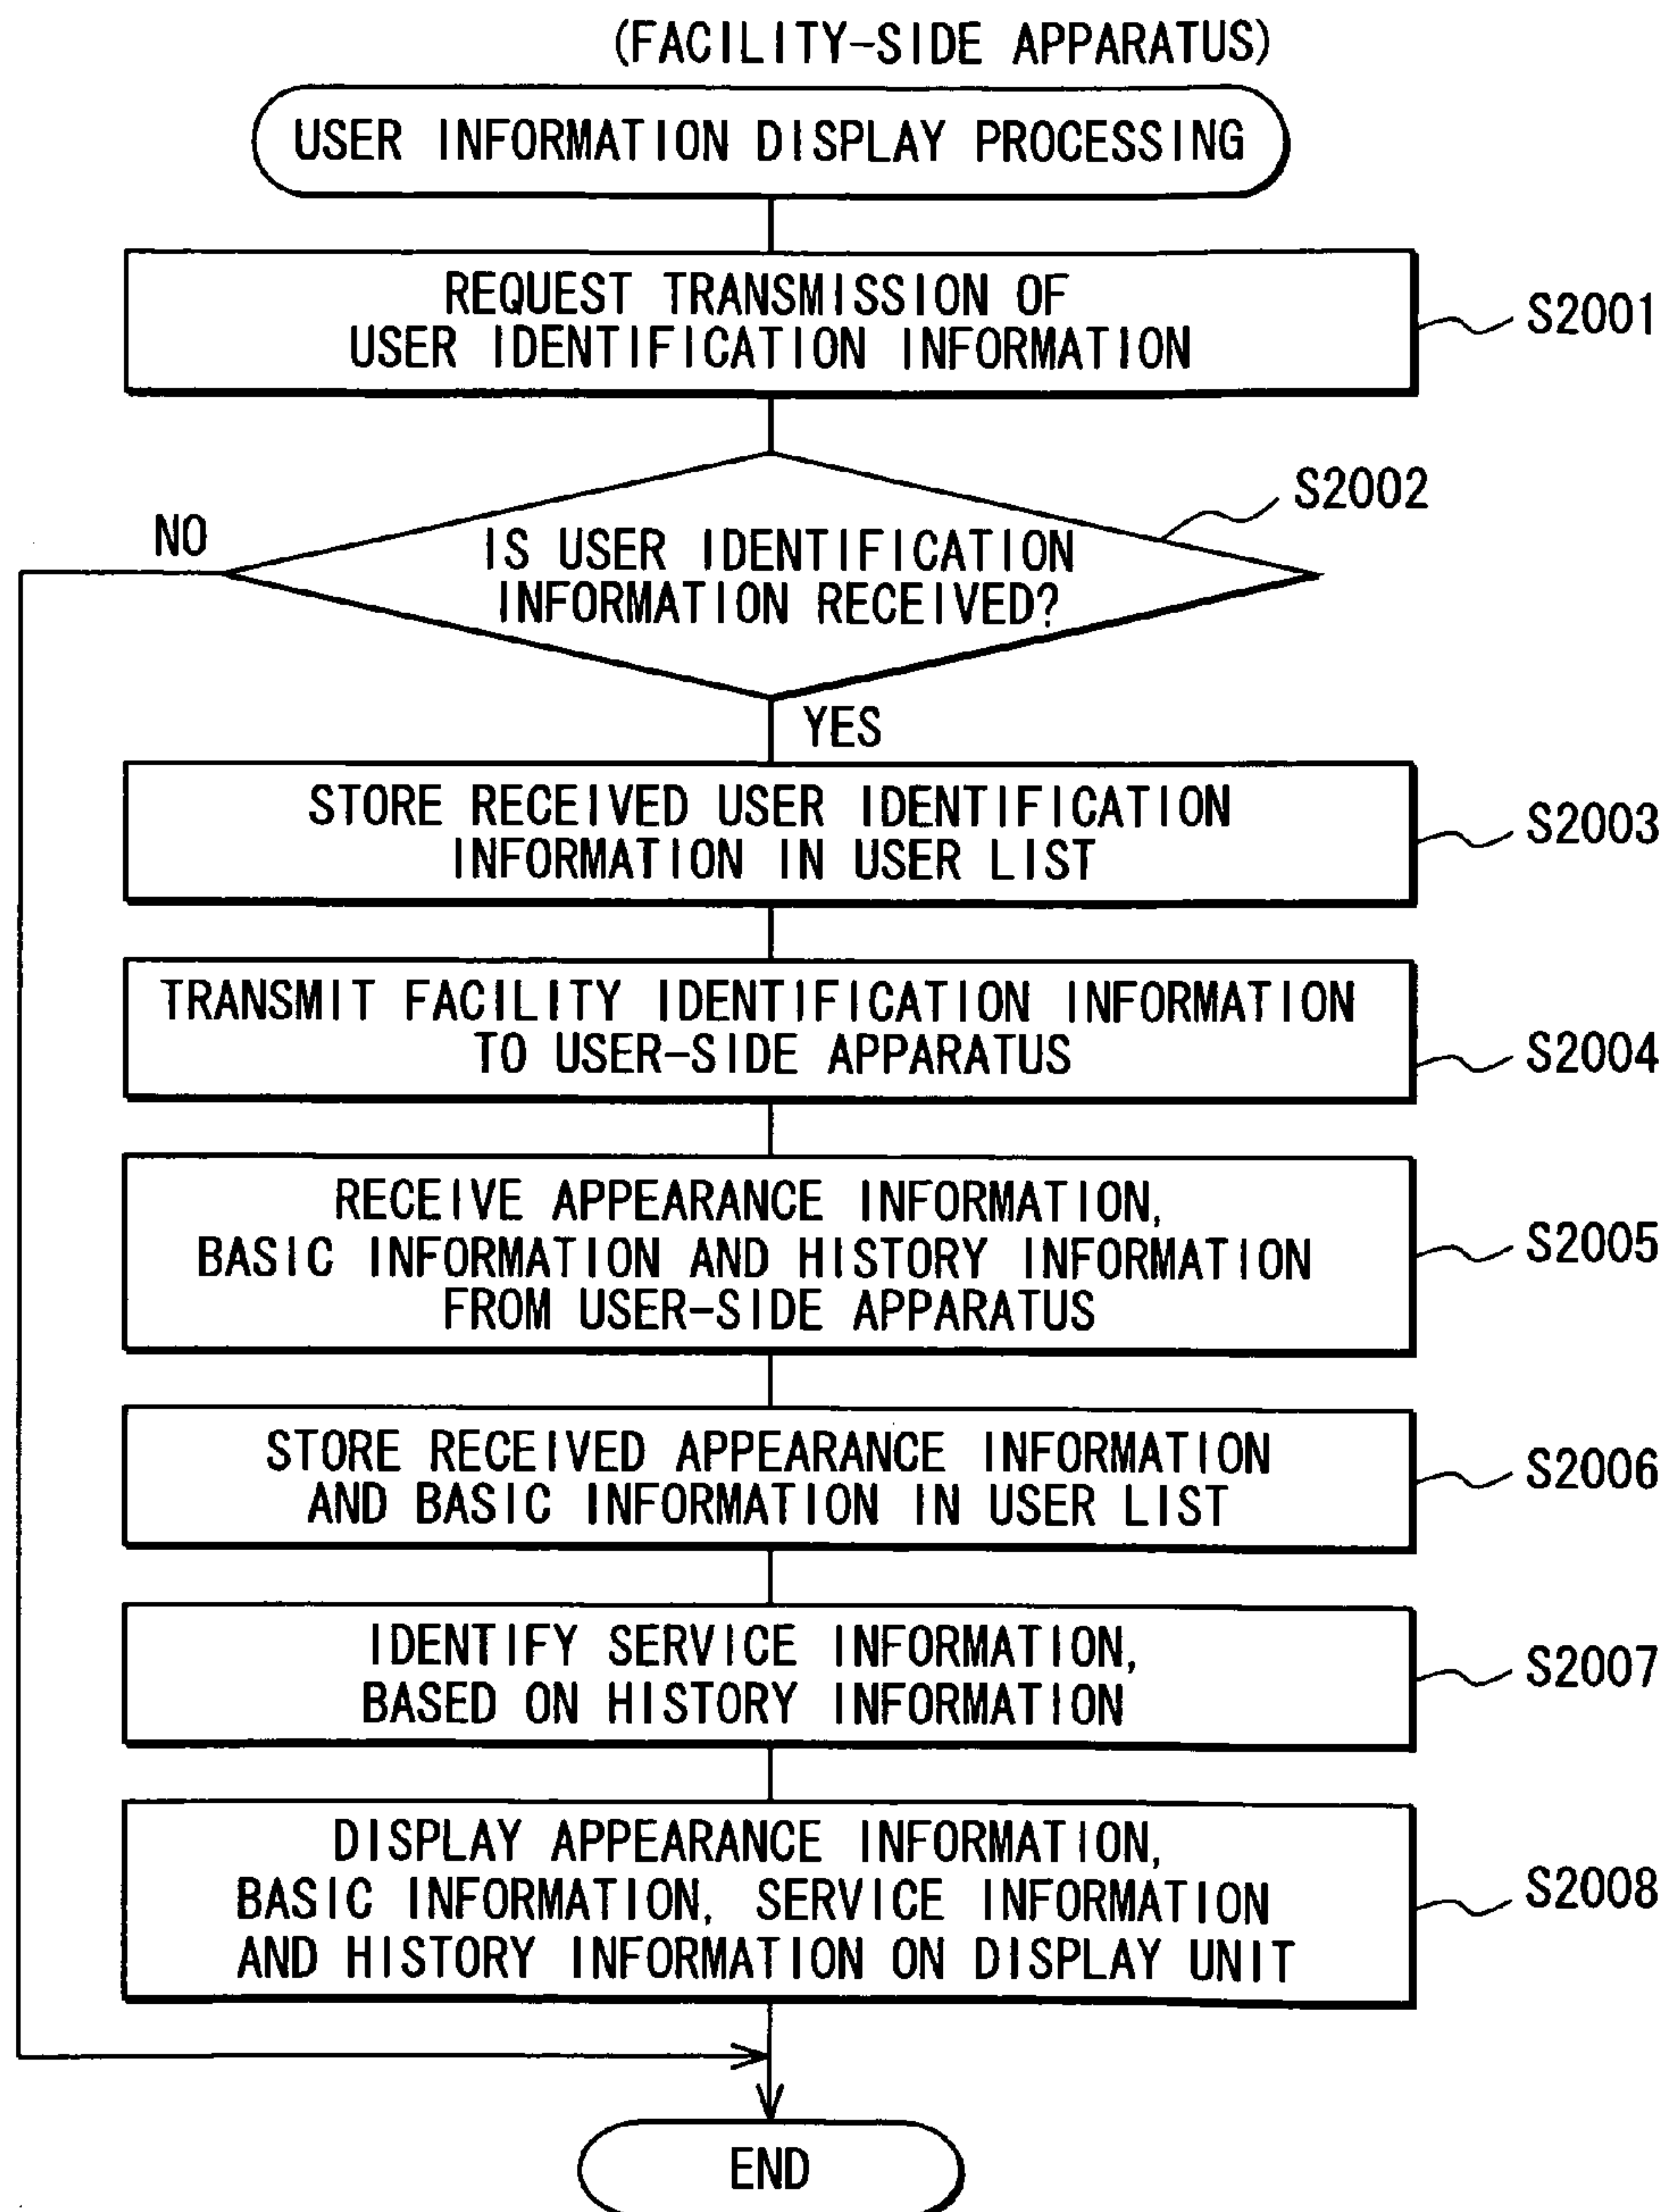 (FACILITY-SIDE APPARATUS)
USER INFORMATION DISPLAY PROCESSING
REQUEST TRANSMISSION OF
USER IDENTIFICATION INFORMATION
S2001
S2002
NO
IS USER IDENTIFICATION
INFORMATION RECEIVED?
YES
STORE RECEIVED USER IDENTIFICATION
INFORMATION IN USER LIST
S2003
TRANSMIT FACILITY IDENTIFICATION INFORMATION
TO USER-SIDE APPARATUS
S2004
RECEIVE APPEARANCE INFORMATION,
BASIC INFORMATION AND HISTORY INFORMATION
FROM USER-SIDE APPARATUS
S2005
STORE RECEIVED APPEARANCE INFORMATION
AND BASIC INFORMATION IN USER LIST
S2006
IDENTIFY SERVICE INFORMATION,
BASED ON HISTORY INFORMATION
S2007
DISPLAY APPEARANCE INFORMATION,
BASIC INFORMATION, SERVICE INFORMATION
AND HISTORY INFORMATION ON DISPLAY UNIT
S2008
END